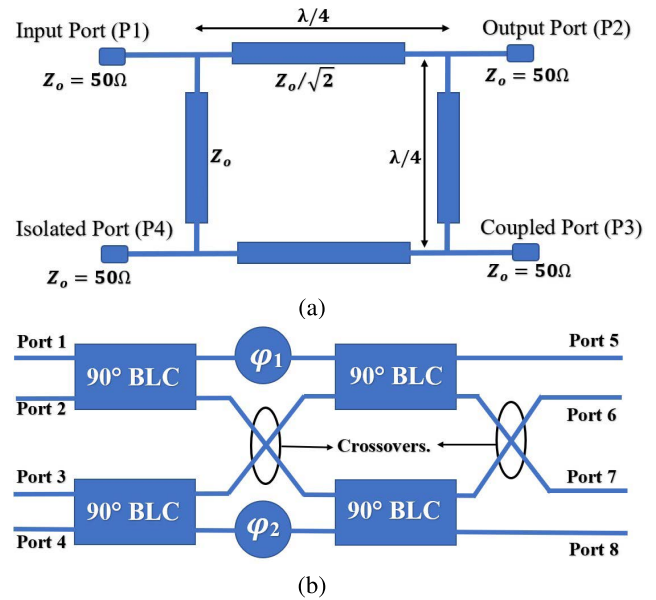 λ/4
Input Port (P1)
Output Port (P2)
Zₒ = 50Ω
Zₒ/√2
Zₒ = 50Ω
Zₒ
λ/4
Isolated Port (P4)
Coupled Port (P3)
Zₒ = 50Ω
Zₒ = 50Ω
(a)
Port 1
90° BLC
φ₁
90° BLC
Port 5
Port 2
Port 6
Crossovers.
Port 3
90° BLC
φ₂
90° BLC
Port 7
Port 4
Port 8
(b)